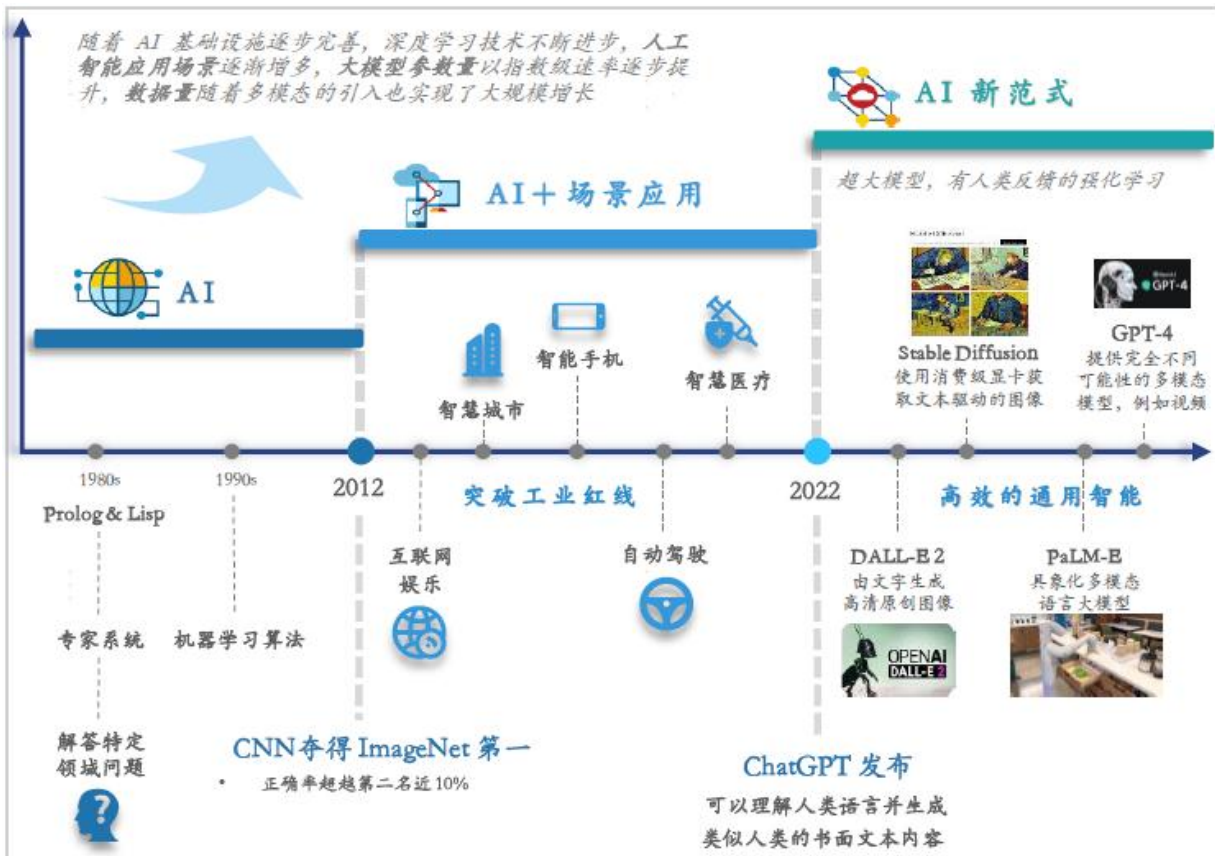 随着 AI 基础设施逐步完善，深度学习技术不断进步，人工
智能应用场景逐渐增多，大模型参数量以指数级速率逐步提
升，数据量随着多模态的引入也实现了大规模增长
AI 新范式
超大模型，有人类反馈的强化学习
AI＋场景应用
AI
GPT-4
Stable Diffusion
使用消费级显卡获
取文本驱动的图像
GPT-4
提供完全不同
可能性的多模态
模型，例如视频
智慧城市
智能手机
智慧医疗
1980s
1990s
2012
突破工业红线
2022
高效的通用智能
Prolog & Lisp
专家系统
机器学习算法
解答特定
领域问题
?
互联网
娱乐
自动驾驶
DALL-E 2
由文字生成
高清原创图像
OPENAI
DALL-E 2
PaLM-E
具象化多模态
语言大模型
CNN夺得 ImageNet 第一
• 正确率超越第二名近10%
ChatGPT 发布
可以理解人类语言并生成
类似人类的书面文本内容